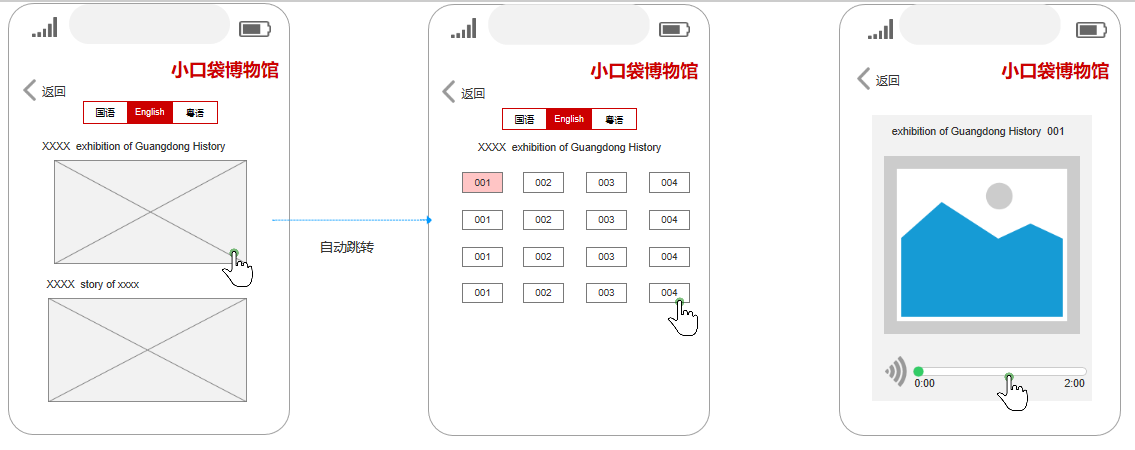 小口袋博物馆
返回
国语 English 粤语
XXXX exhibition of Guangdong History
XXXX story of xxxx
自动跳转
小口袋博物馆
返回
国语 English 粤语
XXXX exhibition of Guangdong History
001 002 003 004
001 002 003 004
001 002 003 004
001 002 003 004
小口袋博物馆
返回
exhibition of Guangdong History 001
0:00 2:00